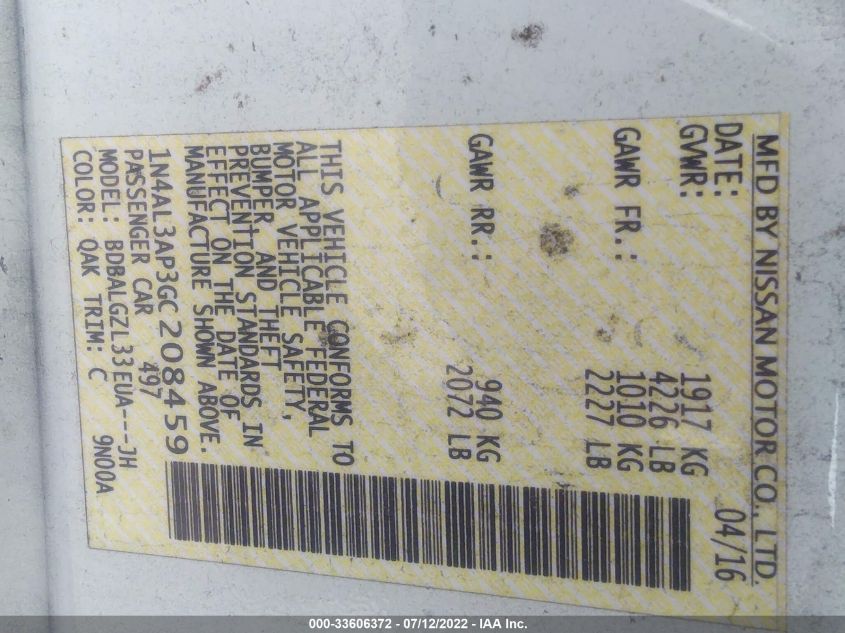 MFD BY NISSAN MOTOR CO., LTD.
DATE: 04/16
GVWR: 1917 KG
4226 LB
GAWR FR.: 1010 KG
2227 LB
GAWR RR.: 940 KG
2072 LB
THIS VEHICLE CONFORMS TO
ALL APPLICABLE FEDERAL
MOTOR VEHICLE SAFETY,
BUMPER, AND THEFT
PREVENTION STANDARDS IN
EFFECT ON THE DATE OF
MANUFACTURE SHOWN ABOVE.
1N4AL3AP3GC208459
PASSENGER CAR 497
MODEL: BDBALGZL33EUA---JH
COLOR: QAK TRIM: C 9N00A
000-33606372 - 07/12/2022 - IAA Inc.